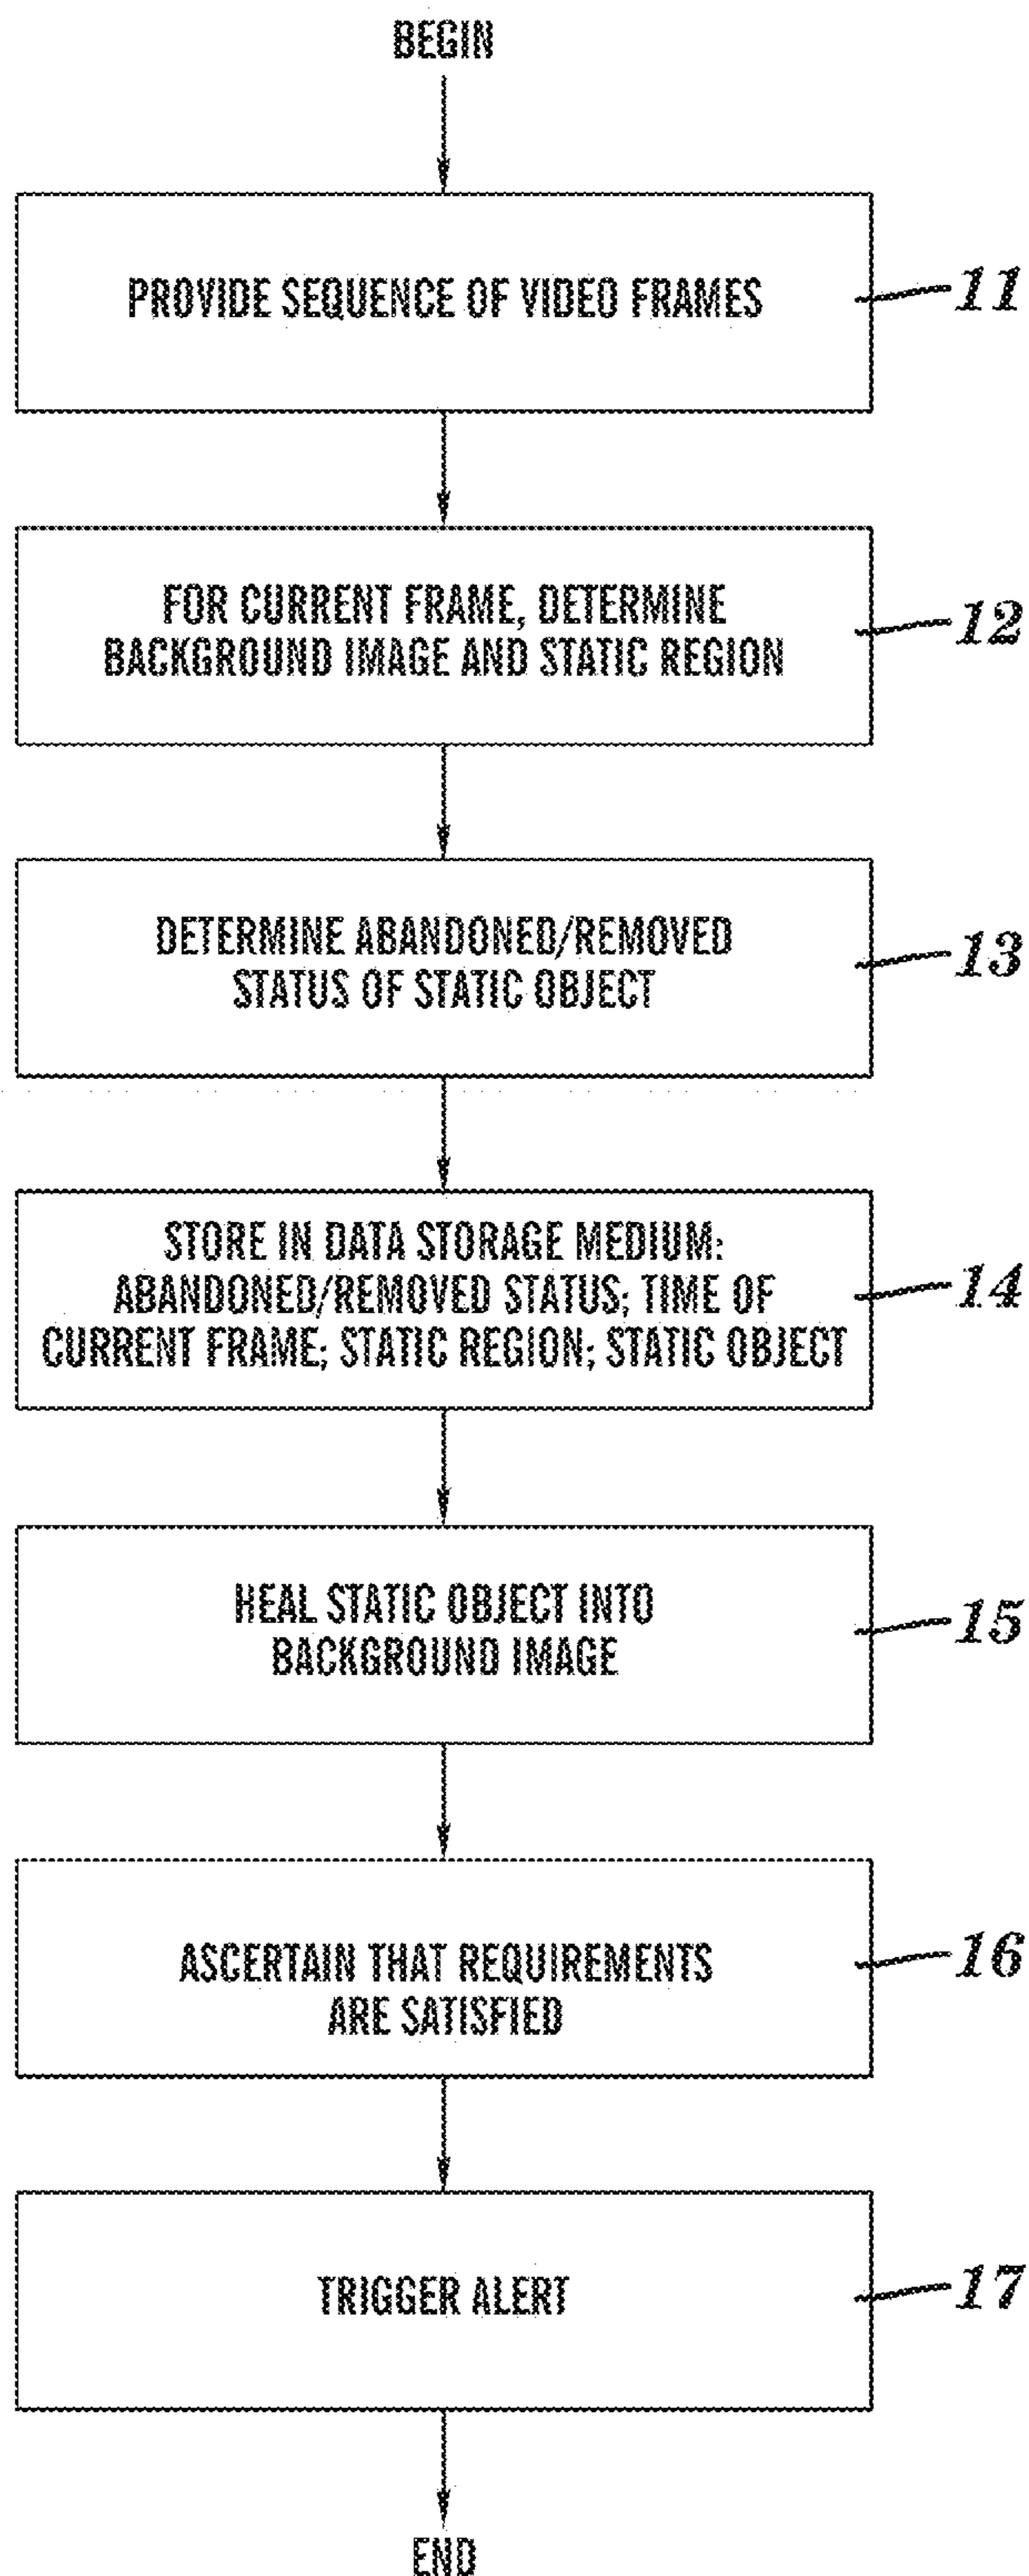 BEGIN
PROVIDE SEQUENCE OF VIDEO FRAMES
11
FOR CURRENT FRAME, DETERMINE
BACKGROUND IMAGE AND STATIC REGION
12
DETERMINE ABANDONED/REMOVED
STATUS OF STATIC OBJECT
13
STORE IN DATA STORAGE MEDIUM:
ABANDONED/REMOVED STATUS; TIME OF
CURRENT FRAME; STATIC REGION; STATIC OBJECT
14
HEAL STATIC OBJECT INTO
BACKGROUND IMAGE
15
ASCERTAIN THAT REQUIREMENTS
ARE SATISFIED
16
TRIGGER ALERT
17
END